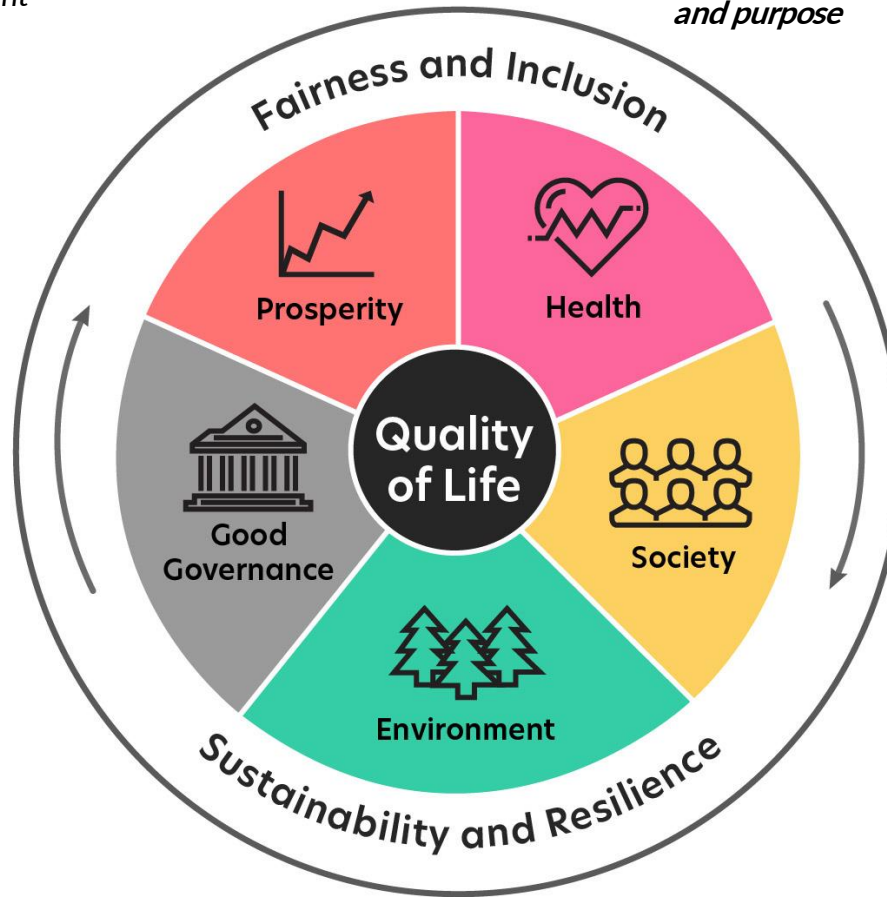 and purpose
Fairness and Inclusion
Prosperity
Health
Quality
of Life
Good
Governance
Society
Environment
Sustainability and Resilience